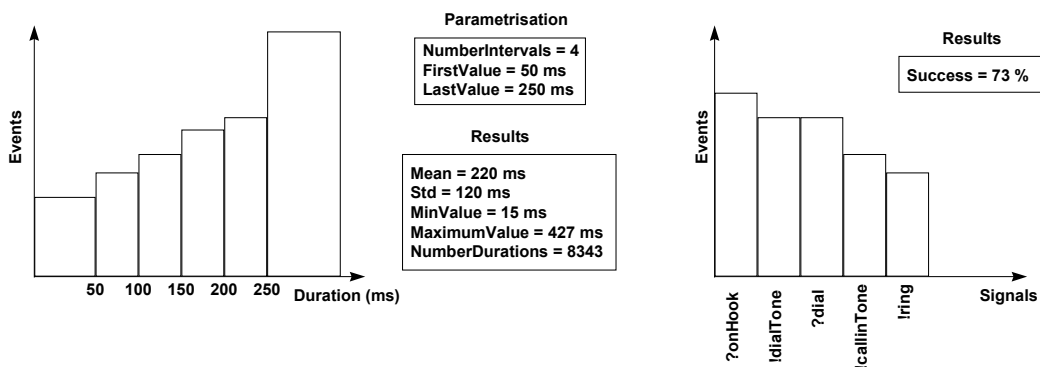 Parametrisation
NumberIntervals = 4
FirstValue = 50 ms
LastValue = 250 ms
Results
Mean = 220 ms
Std = 120 ms
MinValue = 15 ms
MaximumValue = 427 ms
NumberDurations = 8343
Events
50 100 150 200 250 Duration (ms)
Results
Success = 73 %
Events
Signals
?onHook
!dialTone
?dial
!callinTone
!ring